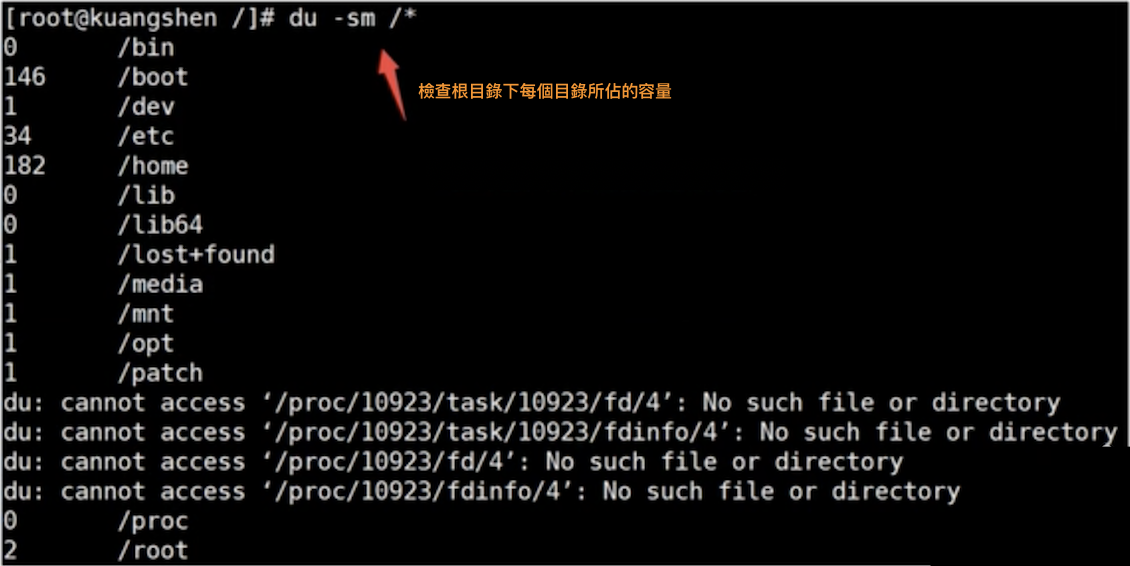 [root@kuangshen /]# du -sm /*
0 /bin
146 /boot
檢查根目錄下每個目錄所佔的容量
1 /dev
34 /etc
182 /home
0 /lib
0 /lib64
1 /lost+found
1 /media
1 /mnt
1 /opt
1 /patch
du: cannot access ‘/proc/10923/task/10923/fd/4’: No such file or directory
du: cannot access ‘/proc/10923/task/10923/fdinfo/4’: No such file or directory
du: cannot access ‘/proc/10923/fd/4’: No such file or directory
du: cannot access ‘/proc/10923/fdinfo/4’: No such file or directory
0 /proc
2 /root